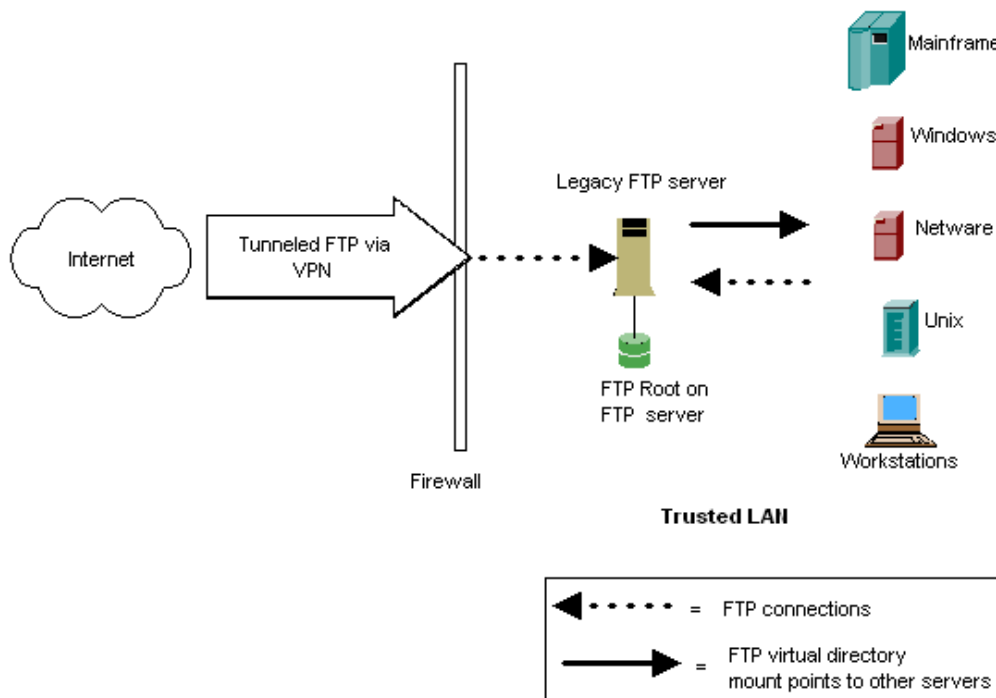 Mainframe
Windows
Legacy FTP server
Netware
Tunneled FTP via
VPN
Internet
Unix
FTP Root on
FTP server
Workstations
Firewall
Trusted LAN
= FTP connections
= FTP virtual directory
mount points to other servers